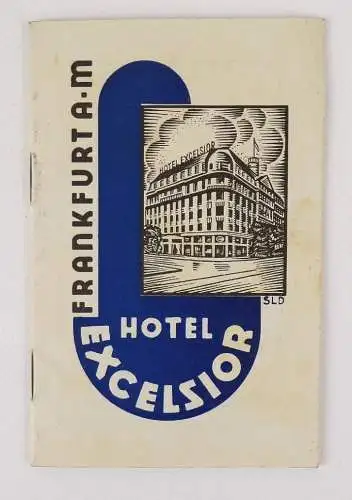 FRANKFURT A·M
HOTEL EXCELSIOR
SLD
HOTEL
EXCELSIOR